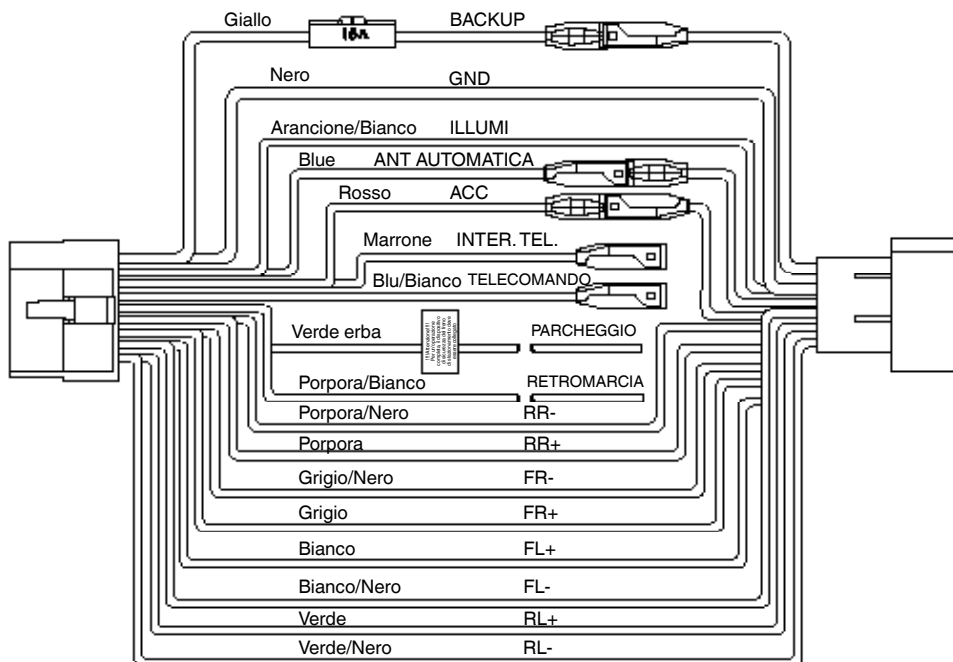 Giallo 15A BACKUP
Nero GND
Arancione/Bianco ILLUMI
Blue ANT AUTOMATICA
Rosso ACC
Marrone INTER. TEL.
Blu/Bianco TELECOMANDO
Verde erba PARCHEGGIO
Porpora/Bianco RETROMARCIA
Porpora/Nero RR-
Porpora RR+
Grigio/Nero FR-
Grigio FR+
Bianco FL+
Bianco/Nero FL-
Verde RL+
Verde/Nero RL-